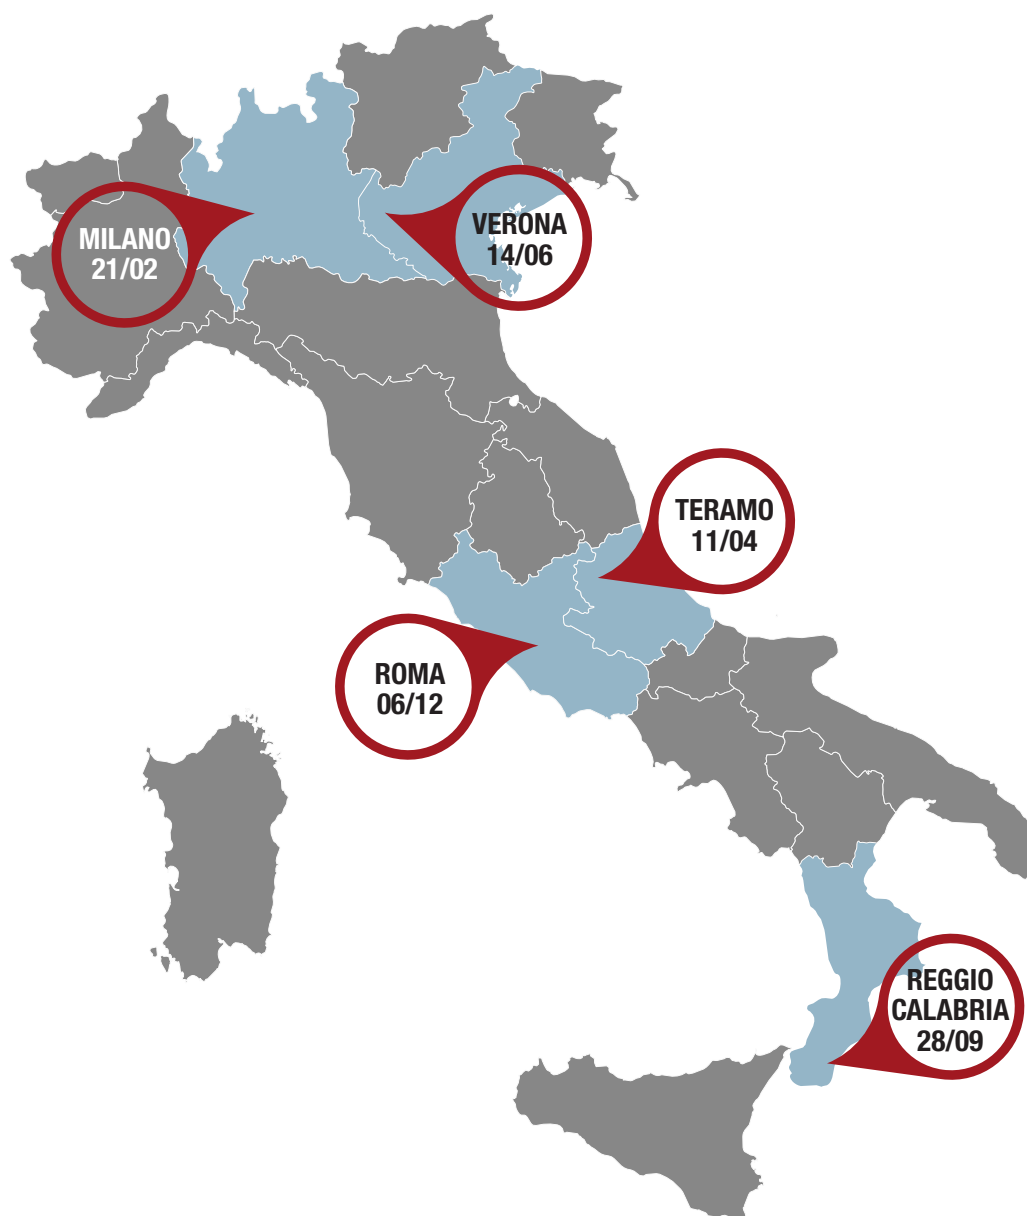 MILANO
21/02
VERONA
14/06
TERAMO
11/04
ROMA
06/12
REGGIO
CALABRIA
28/09